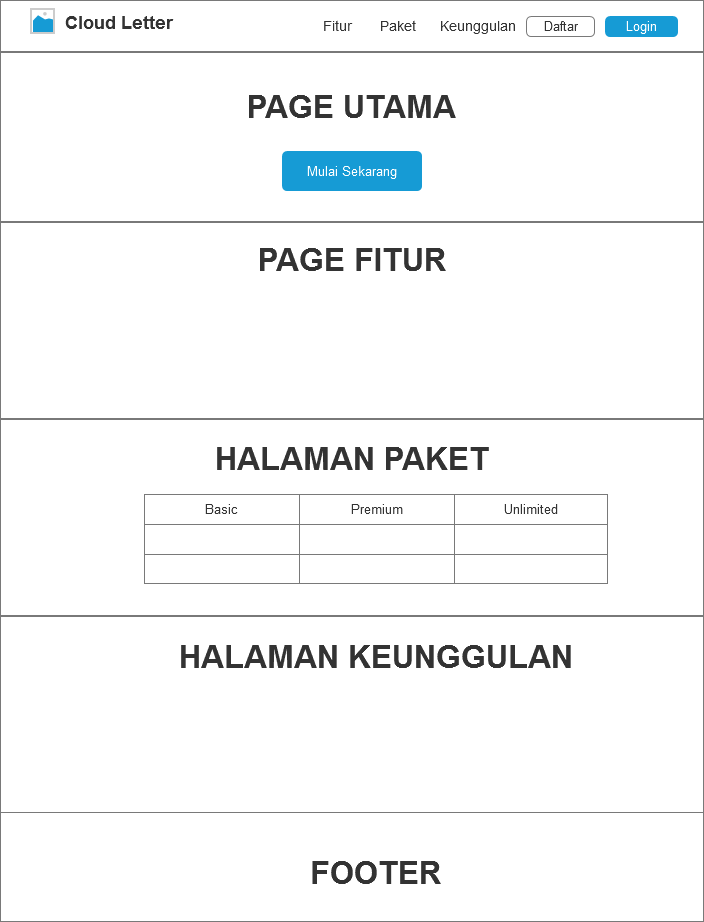 Cloud Letter
Fitur Paket Keunggulan Daftar Login
PAGE UTAMA
Mulai Sekarang
PAGE FITUR
HALAMAN PAKET
Basic Premium Unlimited
HALAMAN KEUNGGULAN
FOOTER